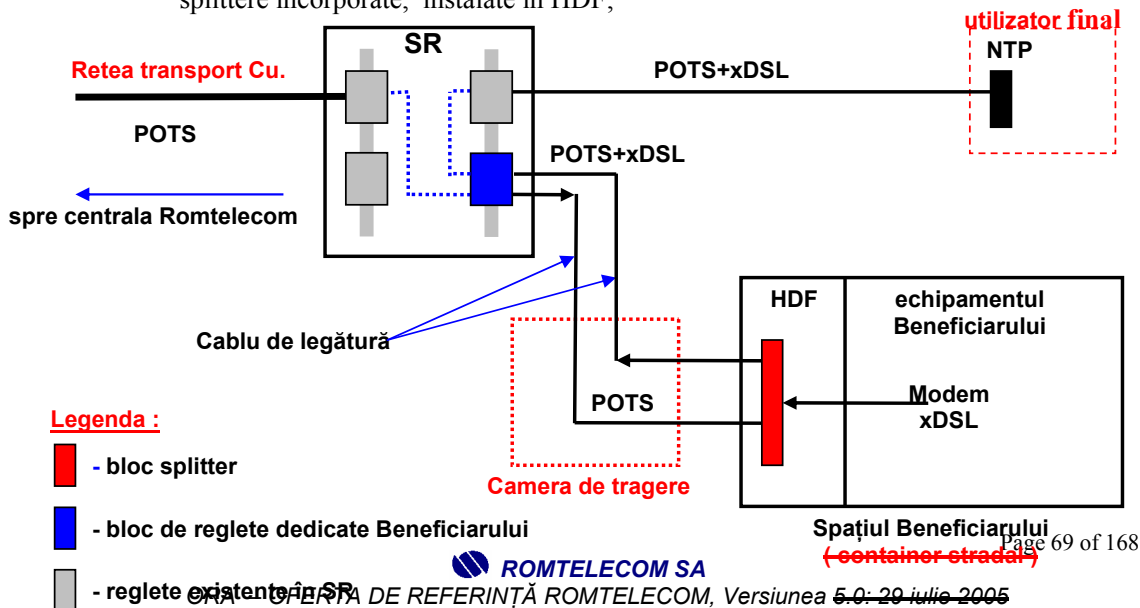 splittere incorporate, instalate în HDF;
utilizator final
SR
NTP
Retea transport Cu.
POTS+xDSL
POTS
POTS+xDSL
spre centrala Romtelecom
HDF
echipamentul
Beneficiarului
Cablu de legătură
POTS
Modem
xDSL
Legenda :
- bloc splitter
Camera de tragere
- bloc de reglete dedicate Beneficiarului
Spațiul Beneficiarului
( container stradal )
Page 69 of 168
ROMTELECOM SA
- reglete existente în SR
ORA – OFERTA DE REFERINȚĂ ROMTELECOM, Versiunea 5.0: 29 iulie 2005